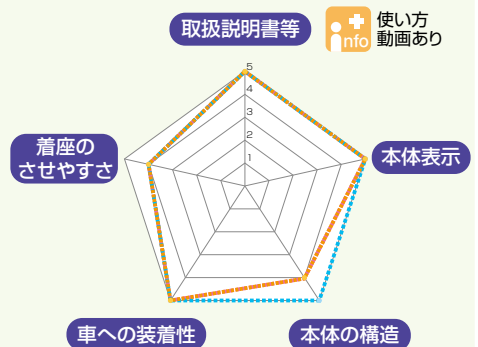 取扱説明書等
info
使い方
動画あり
5
4
3
2
1
着座の
させやすさ
本体表示
車への装着性
本体の構造